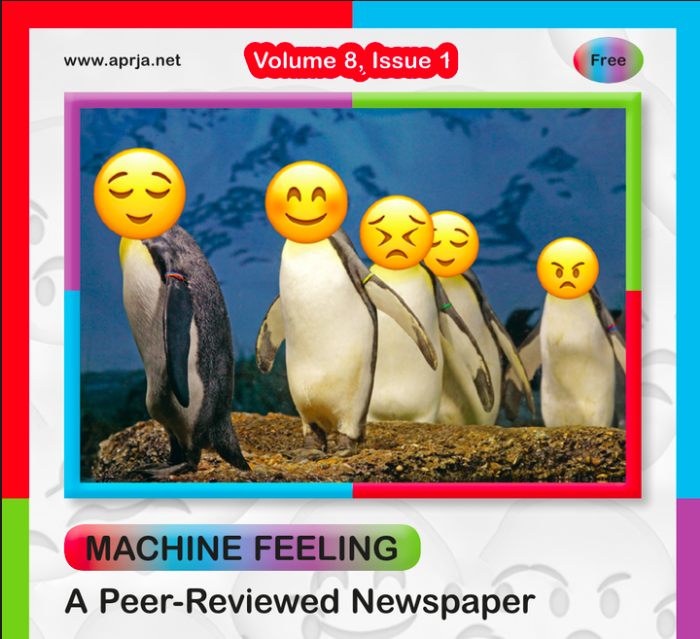 www.aprja.net
Volume 8, Issue 1
Free
MACHINE FEELING
A Peer-Reviewed Newspaper